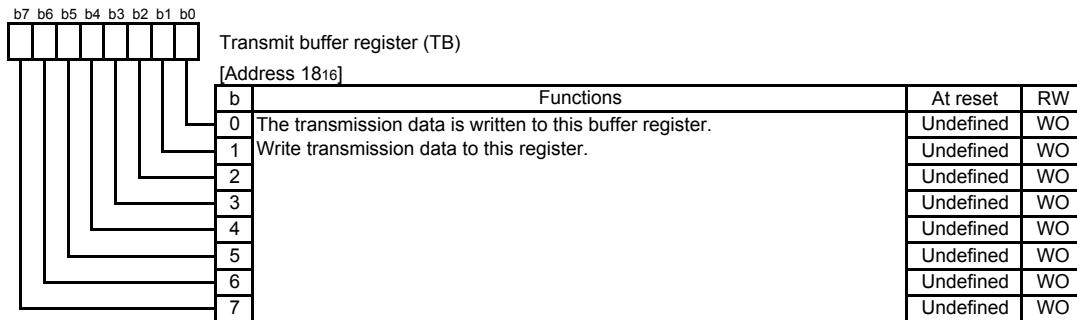 b7 b6 b5 b4 b3 b2 b1 b0
Transmit buffer register (TB)
[Address 1816]
b Functions At reset RW
0 The transmission data is written to this buffer register. Undefined WO
1 Write transmission data to this register. Undefined WO
2 Undefined WO
3 Undefined WO
4 Undefined WO
5 Undefined WO
6 Undefined WO
7 Undefined WO